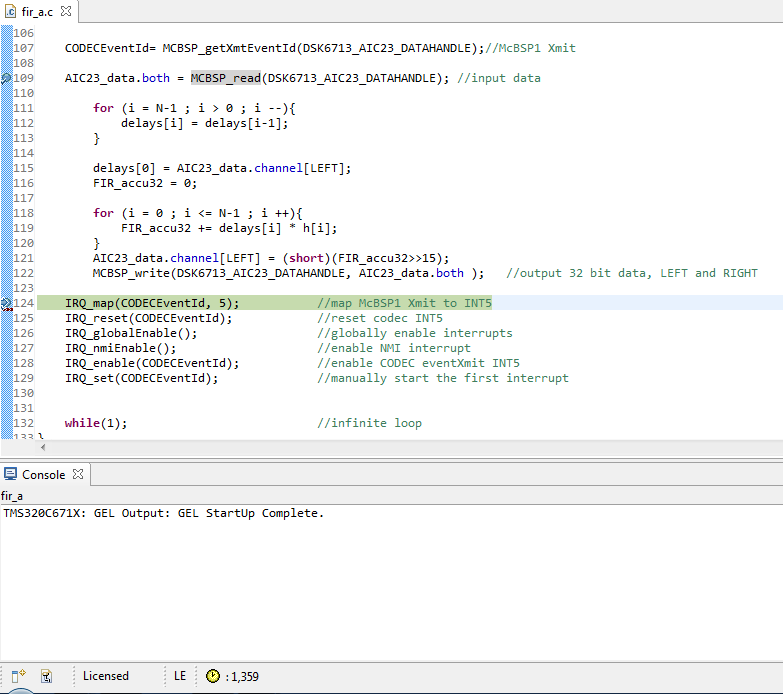 fir_a.c
106
107 CODECEventId= MCBSP_getXmtEventId(DSK6713_AIC23_DATAHANDLE);//McBSP1 Xmit
108
109 AIC23_data.both = MCBSP_read(DSK6713_AIC23_DATAHANDLE); //input data
110
111 for (i = N-1 ; i > 0 ; i --){
112 delays[i] = delays[i-1];
113 }
114
115 delays[0] = AIC23_data.channel[LEFT];
116 FIR_accu32 = 0;
117
118 for (i = 0 ; i <= N-1 ; i ++){
119 FIR_accu32 += delays[i] * h[i];
120 }
121 AIC23_data.channel[LEFT] = (short)(FIR_accu32>>15);
122 MCBSP_write(DSK6713_AIC23_DATAHANDLE, AIC23_data.both ); //output 32 bit data, LEFT and RIGHT
123
124 IRQ_map(CODECEventId, 5); //map McBSP1 Xmit to INT5
125 IRQ_reset(CODECEventId); //reset codec INT5
126 IRQ_globalEnable(); //globally enable interrupts
127 IRQ_nmiEnable(); //enable NMI interrupt
128 IRQ_enable(CODECEventId); //enable CODEC eventXmit INT5
129 IRQ_set(CODECEventId); //manually start the first interrupt
130
131
132 while(1); //infinite loop
133 }
Console
fir_a
TMS320C671X: GEL Output: GEL StartUp Complete.
Licensed LE : 1,359